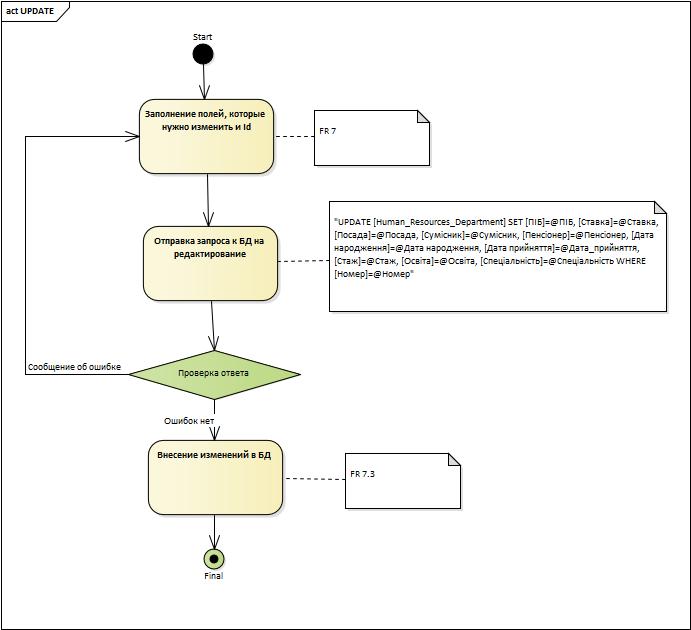 act UPDATE
Start
Заполнение полей, которые
нужно изменить и Id
FR 7
"UPDATE [Human_Resources_Department] SET [ПІБ]=@ПІБ, [Ставка]=@Ставка,
[Посада]=@Посада, [Сумісник]=@Сумісник, [Пенсіонер]=@Пенсіонер, [Дата
народження]=@Дата народження, [Дата прийняття]=@Дата_прийняття,
[Стаж]=@Стаж, [Освіта]=@Освіта, [Спеціальність]=@Спеціальність WHERE
[Номер]=@Номер"
Отправка запроса к БД на
редактирование
Сообщение об ошибке
Проверка ответа
Ошибок нет
Внесение изменений в БД
FR 7.3
Final